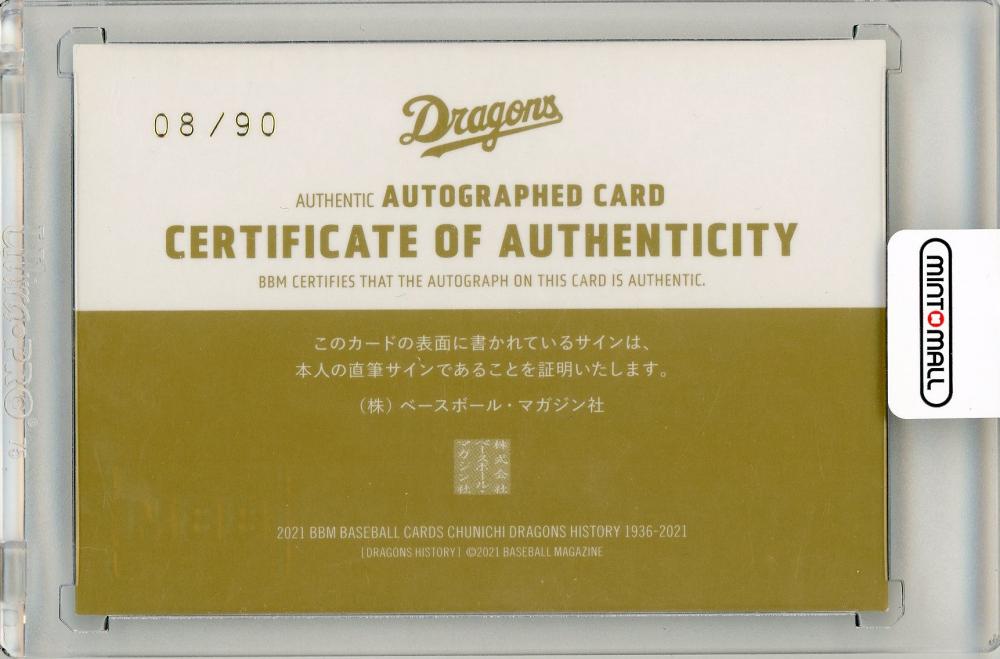 08/90
Dragons
AUTHENTIC AUTOGRAPHED CARD
CERTIFICATE OF AUTHENTICITY
BBM CERTIFIES THAT THE AUTOGRAPH ON THIS CARD IS AUTHENTIC.
このカードの表面に書かれているサインは、
本人の直筆サインであることを証明いたします。
（株）ベースボール・マガジン社
株式会社
ベースボール・
マガジン社
2021 BBM BASEBALL CARDS CHUNICHI DRAGONS HISTORY 1936-2021
[DRAGONS HISTORY] ©2021 BASEBALL MAGAZINE
MINT MALL